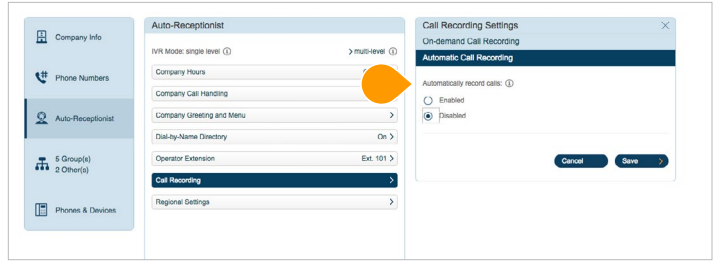 Company Info
Phone Numbers
Auto-Receptionist
5 Group(s)
2 Other(s)
Phones & Devices
Auto-Receptionist
IVR Mode: single level
multi-level
Company Hours
Company Call Handling
Company Greeting and Menu
Dial-by-Name Directory On
Operator Extension Ext. 101
Call Recording
Regional Settings
Call Recording Settings
On-demand Call Recording
Automatic Call Recording
Automatically record calls:
Enabled
Disabled
Cancel Save